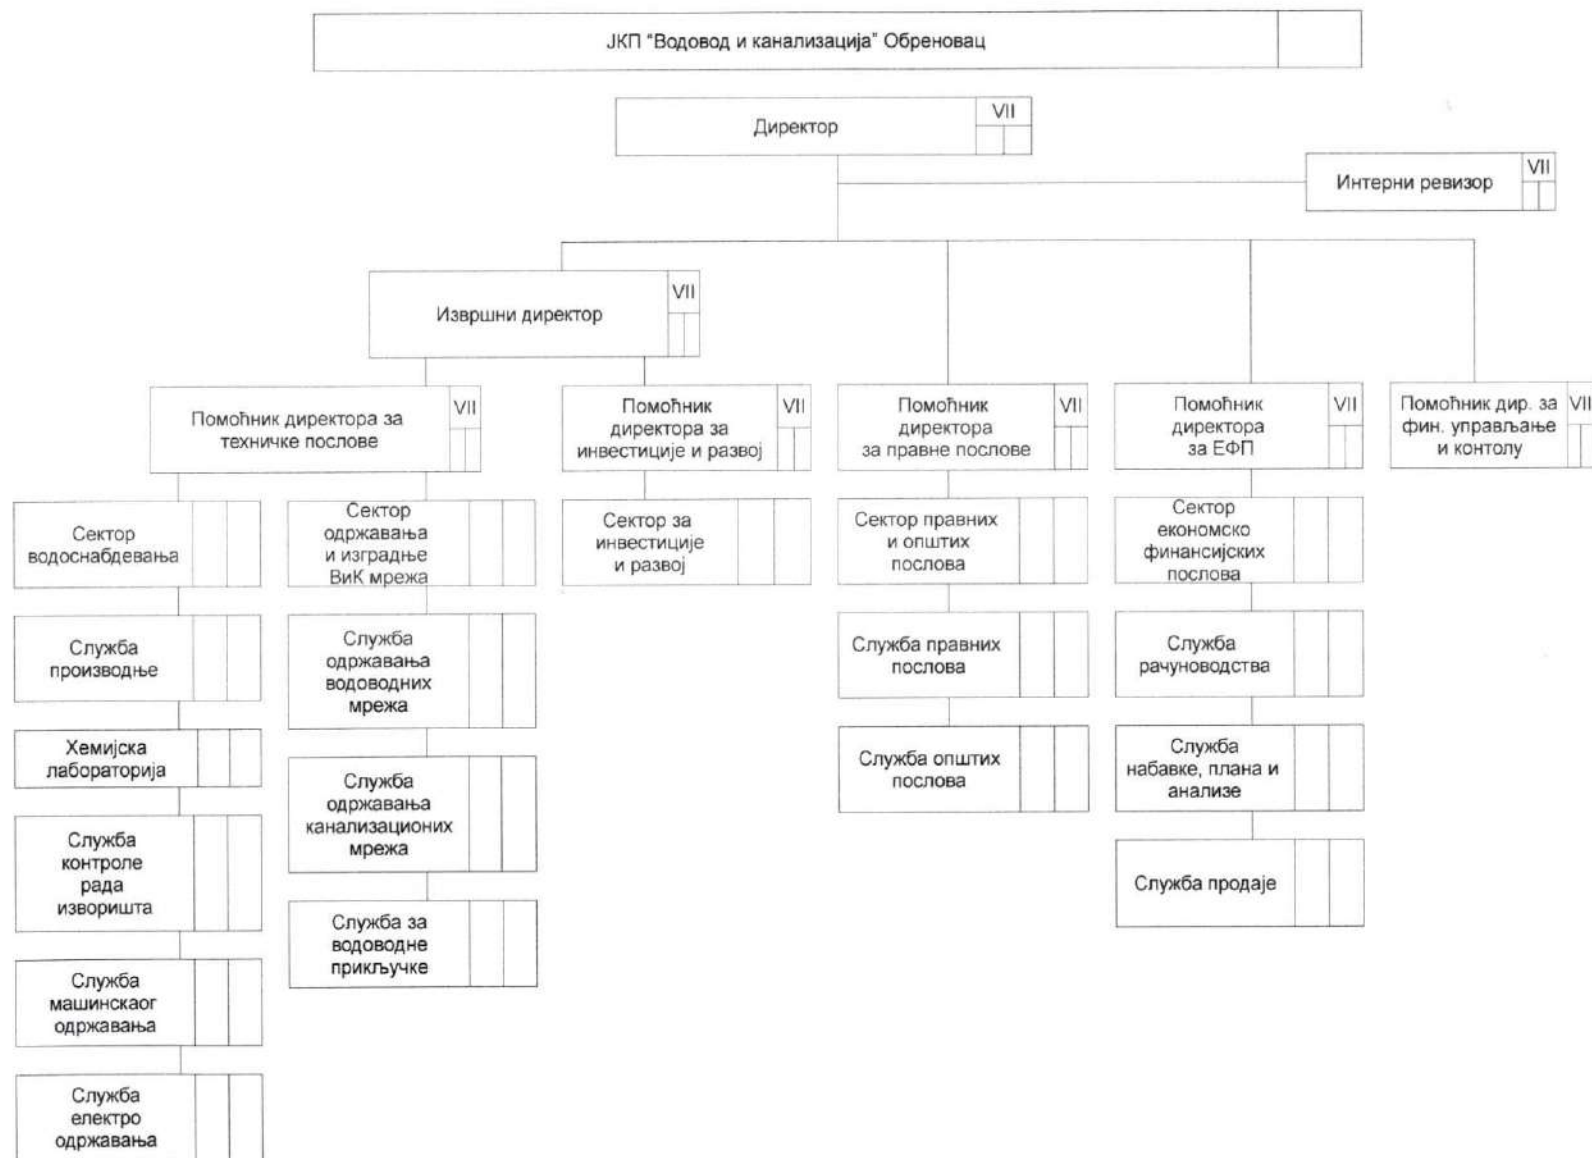 ЈКП "Водовод и канализација" Обреновац
Директор
VII
Интерни ревизор
VII
Извршни директор
VII
Помоћник директора за
техничке послове
VII
Помоћник
директора за
инвестиције и развој
VII
Помоћник
директора
за правне послове
VII
Помоћник
директора
за ЕФП
VII
Помоћник дир. за
фин. управљање
и контолу
VII
Сектор
водоснабдевања
Сектор
одржавања
и изградње
ВиК мрежа
Сектор за
инвестиције
и развој
Сектор правних
и општих
послова
Сектор
економско
финансијских
послова
Служба
производње
Служба
одржавања
водоводних
мрежа
Служба правних
послова
Служба
рачуноводства
Хемијска
лабораторија
Служба
одржавања
канализационих
мрежа
Служба општих
послова
Служба
набавке, плана и
анализе
Служба
контроле
рада
изворишта
Служба за
водоводне
прикључке
Служба продаје
Служба
машинскаог
одржавања
Служба
електро
одржавања